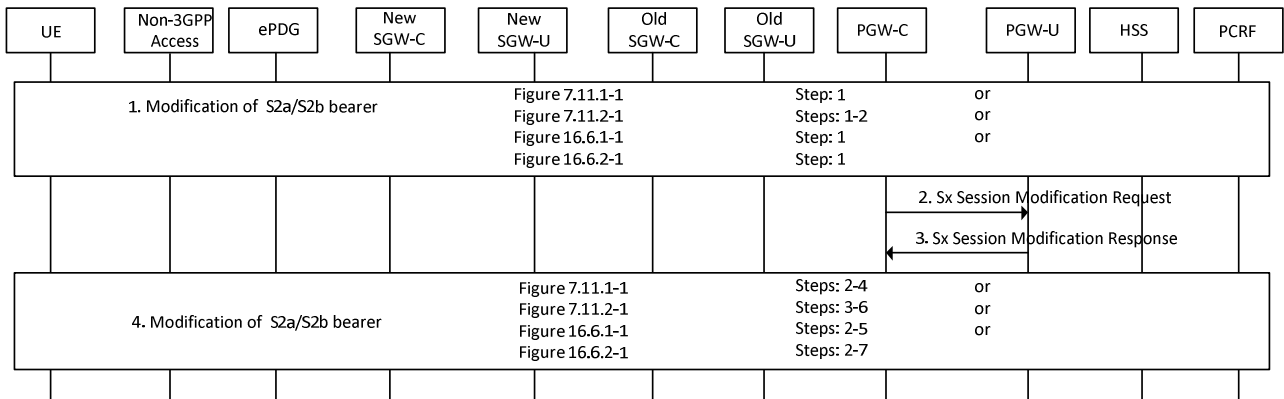 UE
Non-3GPP
Access
ePDG
New
SGW-C
New
SGW-U
Old
SGW-C
Old
SGW-U
PGW-C
PGW-U
HSS
PCRF
1. Modification of S2a/S2b bearer
Figure 7.11.1-1 Step: 1 or
Figure 7.11.2-1 Steps: 1-2 or
Figure 16.6.1-1 Step: 1 or
Figure 16.6.2-1 Step: 1
2. Sx Session Modification Request
3. Sx Session Modification Response
4. Modification of S2a/S2b bearer
Figure 7.11.1-1 Steps: 2-4 or
Figure 7.11.2-1 Steps: 3-6 or
Figure 16.6.1-1 Steps: 2-5 or
Figure 16.6.2-1 Steps: 2-7